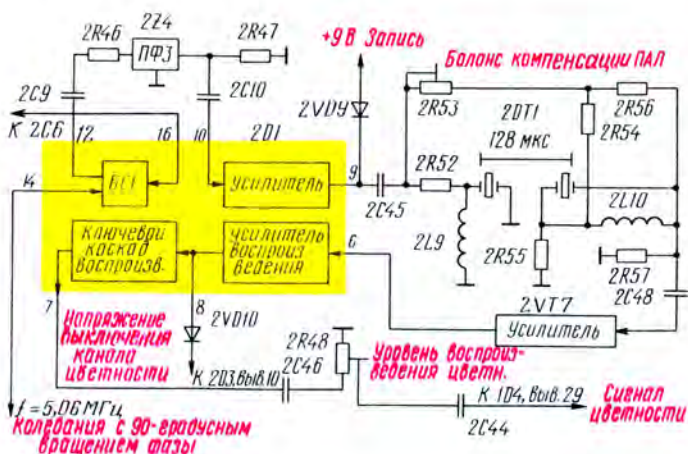 2Z4
2R46
ПФ3
2R47
+9 В Запись
Баланс компенсации ПАЛ
2C9
2C10
2VD9
2R53
2DT1
2R56
К 2C6
12
16
10
2D1
128 мкс
2R54
14
БС1
Усилитель
9
2R52
2C45
2L10
Ключеври
каскад
воспроизв.
Усилитель
воспроиз
ведения
6
2L9
2R55
2R57
2C48
7
8
2VT7
Усилитель
Напряжение
выключения
канала
цветности
2VD10
2R48
К 2D3, выв.10
2C46
Уровень воспроиз-
ведения цветн.
К 1D4, выв. 29
Сигнал
цветности
2C44
f = 5,06 МГц
Колебания с 90-градусным
вращением фазы